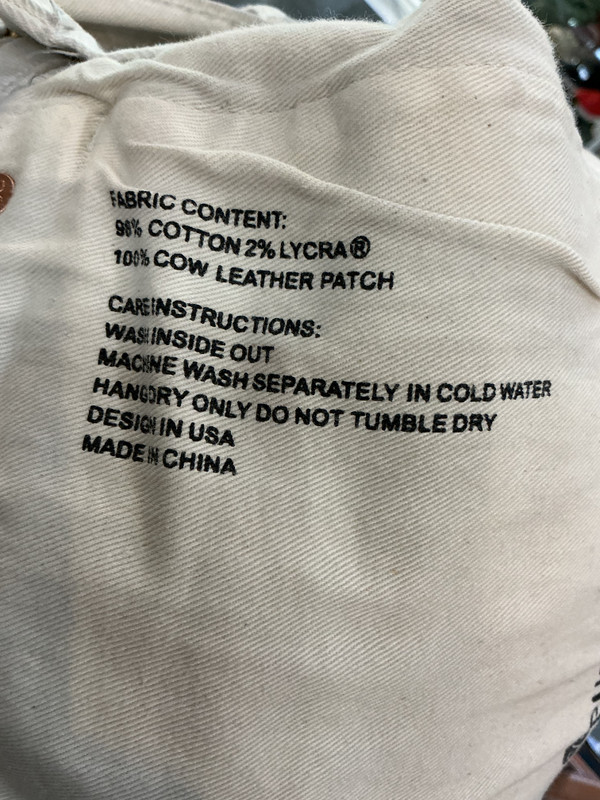 FABRIC CONTENT:
98% COTTON 2% LYCRA®
100% COW LEATHER PATCH
CARE INSTRUCTIONS:
WASH INSIDE OUT
MACHINE WASH SEPARATELY IN COLD WATER
HANG DRY ONLY DO NOT TUMBLE DRY
DESIGN IN USA
MADE IN CHINA